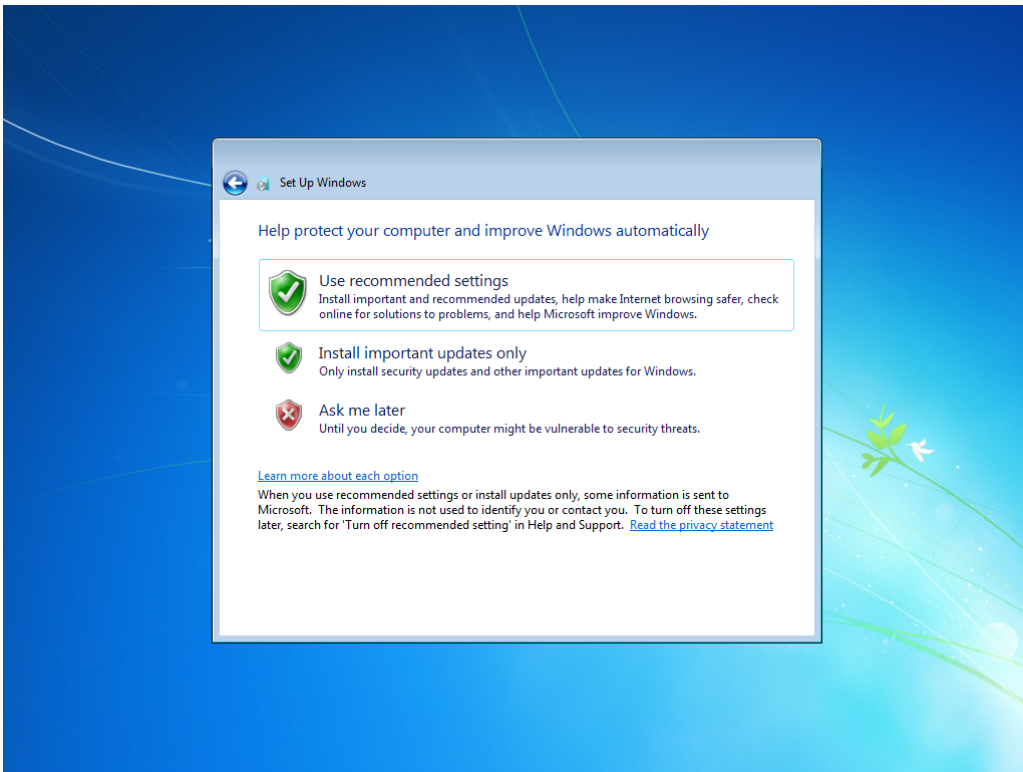 Set Up Windows
Help protect your computer and improve Windows automatically
Use recommended settings
Install important and recommended updates, help make Internet browsing safer, check
online for solutions to problems, and help Microsoft improve Windows.
Install important updates only
Only install security updates and other important updates for Windows.
Ask me later
Until you decide, your computer might be vulnerable to security threats.
Learn more about each option
When you use recommended settings or install updates only, some information is sent to
Microsoft.  The information is not used to identify you or contact you.  To turn off these settings
later, search for 'Turn off recommended setting' in Help and Support.  Read the privacy statement